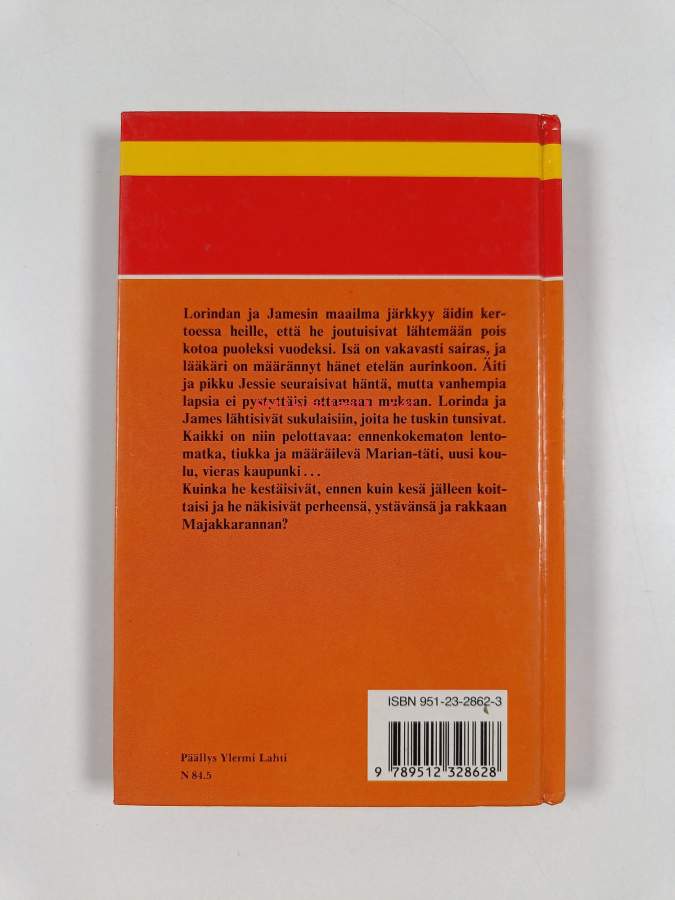 Lorindan ja Jamesin maailma järkkyy äidin ker-
toessa heille, että he joutuisivat lähtemään pois
kotoa puoleksi vuodeksi. Isä on vakavasti sairas, ja
lääkäri on määrännyt hänet etelän aurinkoon. Äiti
ja pikku Jessie seuraisivat häntä, mutta vanhempia
lapsia ei pystyttäisi ottamaan mukaan. Lorinda ja
James lähtisivät sukulaisiin, joita he tuskin tunsivat.
Kaikki on niin pelottavaa: ennenkokematon lento-
matka, tiukka ja määräilevä Marian-täti, uusi kou-
lu, vieras kaupunki...
Kuinka he kestäisivät, ennen kuin kesä jälleen koit-
taisi ja he näkisivät perheensä, ystävänsä ja rakkaan
Majakkarannan?
ISBN 951-23-2862-3
9 789512 328628
Päällys Ylermi Lahti
N 84.5